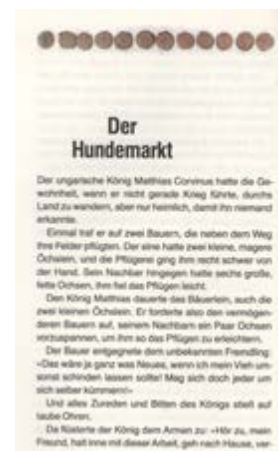 Der
Hundemarkt
Der ungarische König Matthias Corvinus hatte die Ge-
wohnheit, wenn er nicht gerade Krieg führte, durchs
Land zu wandern, aber nur heimlich, damit ihn niemand
erkannte.
Einmal traf er auf zwei Bauern, die neben dem Weg
ihre Felder pflügten. Der eine hatte zwei kleine, magere
Öchslein, und die Pflügerei ging ihm recht schwer von
der Hand. Sein Nachbar hingegen hatte sechs große,
fette Ochsen, ihm fiel das Pflügen leicht.
Den König Matthias dauerte das Bäuerlein, auch die
zwei kleinen Öchslein. Er forderte also den vermögen-
deren Bauern auf, seinem Nachbarn ein Paar Ochsen
vorzuspannen, um ihm so das Pflügen zu erleichtern.
Der Bauer entgegnete dem unbekannten Fremdling:
»Das wäre ja ganz was Neues, wenn ich mein Vieh um-
sonst schinden lassen sollte! Mag sich doch jeder um
sich selber kümmern!«
Und alles Zureden und Bitten des Königs stieß auf
taube Ohren.
Da flüsterte der König dem Armen zu: »Hör zu, mein
Freund, halt inne mit dieser Arbeit, geh nach Hause, ver-